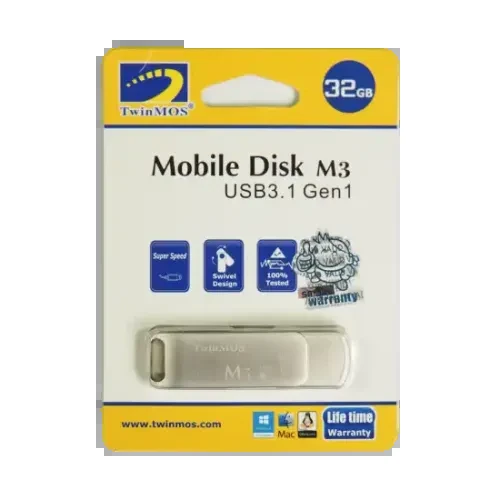 TwinMOS
32GB
Mobile Disk M3
USB3.1 Gen1
Super Speed
Swivel
Design
100%
Tested
warranty
TwinMOS
M3
www.twinmos.com
Mac
Life time
Warranty